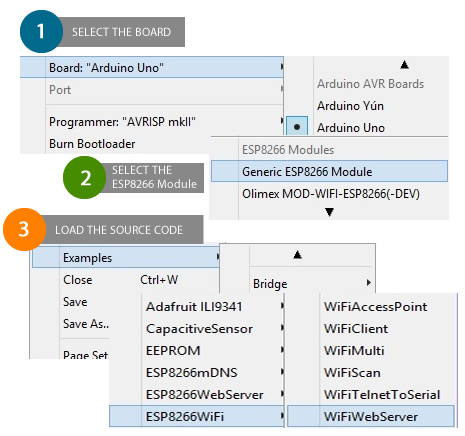 1 SELECT THE BOARD
Board: "Arduino Uno"
Port
Programmer: "AVRISP mkII"
Burn Bootloader
Arduino AVR Boards
Arduino Yún
Arduino Uno
2 SELECT THE
ESP8266 Module
ESP8266 Modules
Generic ESP8266 Module
Olimex MOD-WIFI-ESP8266(-DEV)
3 LOAD THE SOURCE CODE
Examples
Close Ctrl+W
Save
Save As..
Page Set
Bridge
Adafruit ILI9341
CapacitiveSensor
EEPROM
ESP8266mDNS
ESP8266WebServer
ESP8266WiFi
WiFiAccessPoint
WiFiClient
WiFiMulti
WiFiScan
WiFiTelnetToSerial
WiFiWebServer